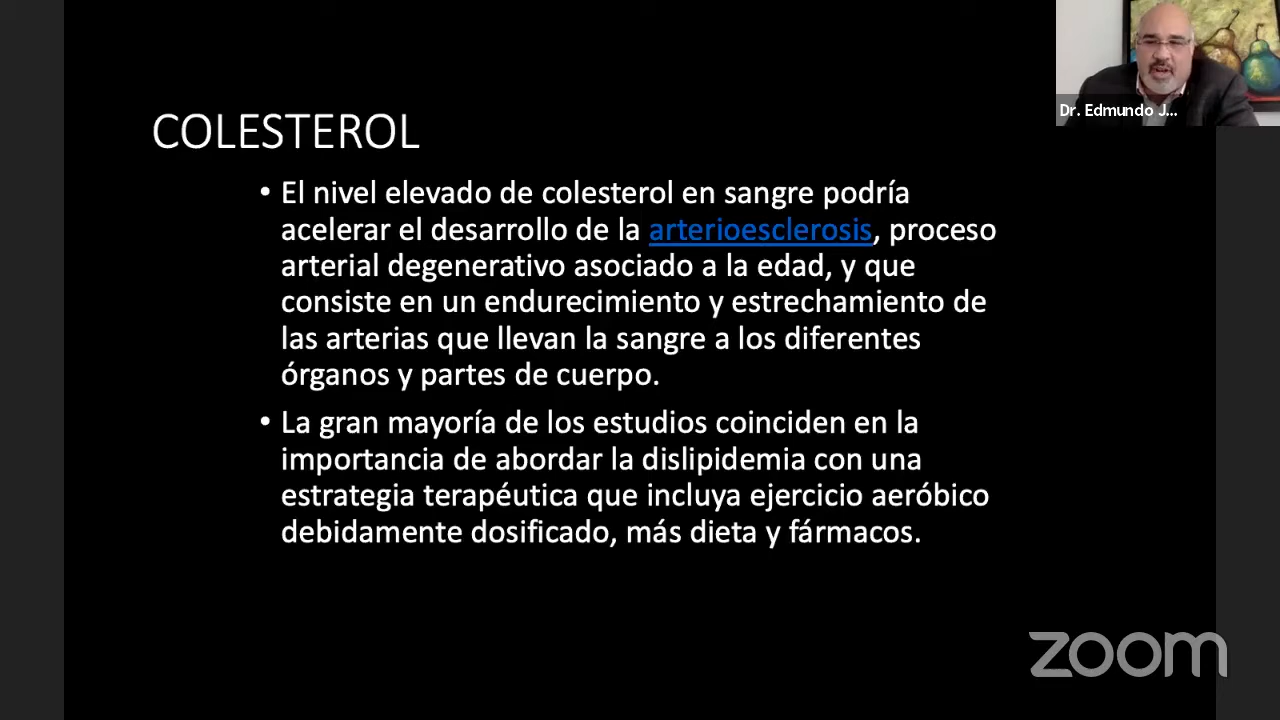 Dr. Edmundo J...
COLESTEROL
• El nivel elevado de colesterol en sangre podría
acelerar el desarrollo de la arterioesclerosis, proceso
arterial degenerativo asociado a la edad, y que
consiste en un endurecimiento y estrechamiento de
las arterias que llevan la sangre a los diferentes
órganos y partes de cuerpo.
• La gran mayoría de los estudios coinciden en la
importancia de abordar la dislipidemia con una
estrategia terapéutica que incluya ejercicio aeróbico
debidamente dosificado, más dieta y fármacos.
zoom